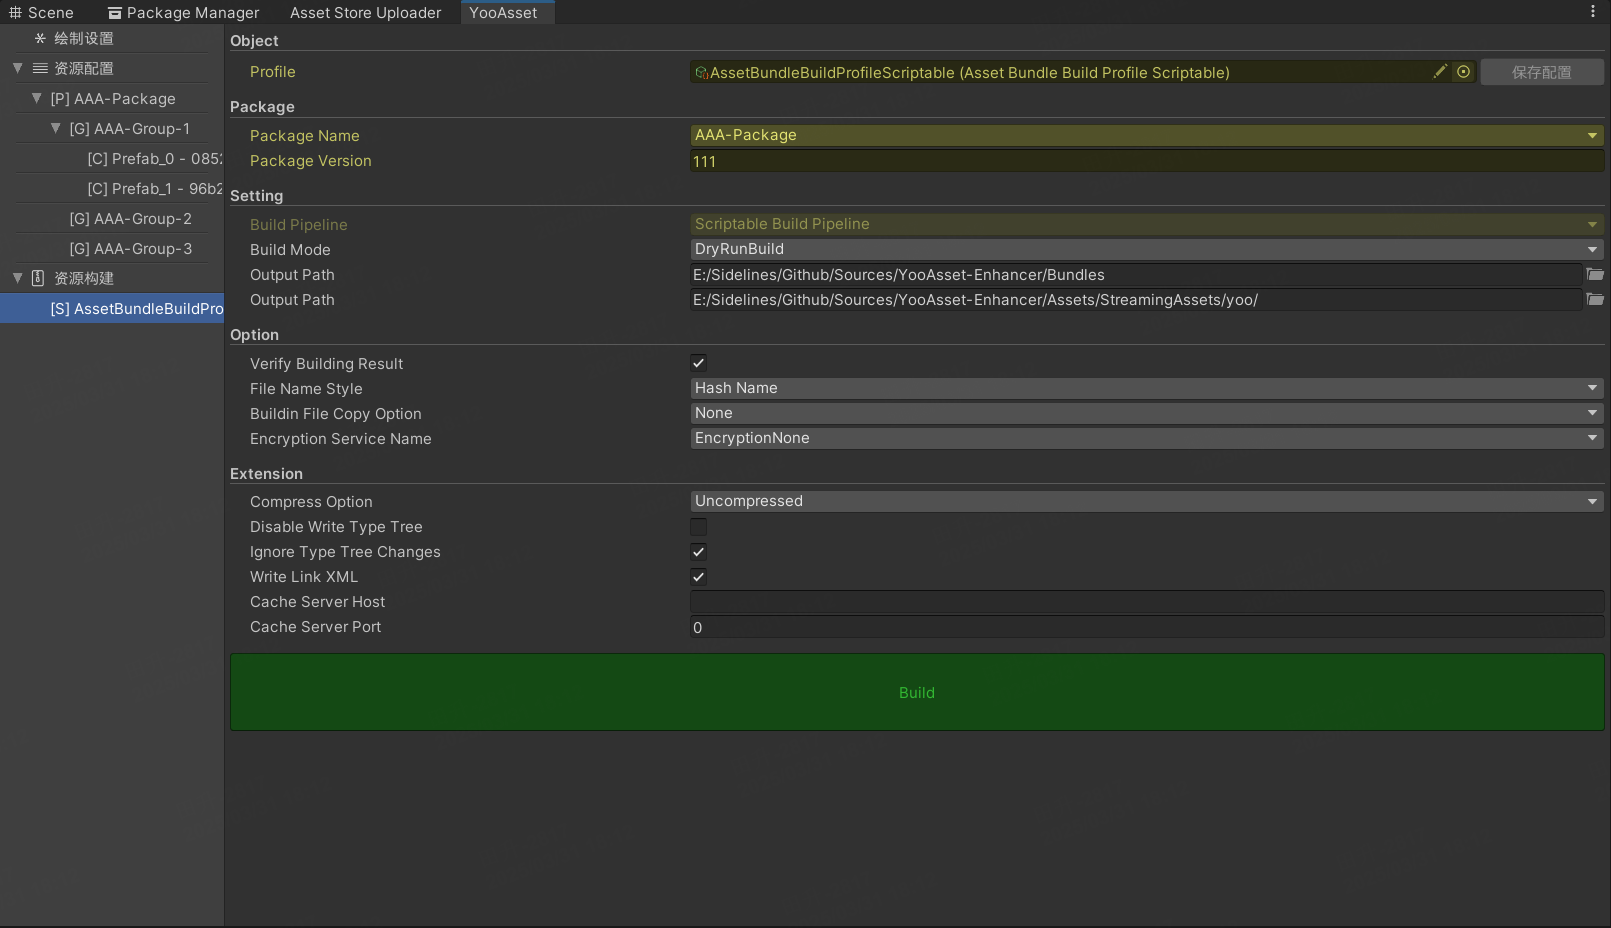 Scene Package Manager Asset Store Uploader YooAsset
绘制设置
资源配置
[P] AAA-Package
[G] AAA-Group-1
[C] Prefab_0 - 0852
[C] Prefab_1 - 96b2
[G] AAA-Group-2
[G] AAA-Group-3
资源构建
[S] AssetBundleBuildPro
Object
Profile AssetBundleBuildProfileScriptable (Asset Bundle Build Profile Scriptable) 保存配置
Package
Package Name AAA-Package
Package Version 111
Setting
Build Pipeline Scriptable Build Pipeline
Build Mode DryRunBuild
Output Path E:/Sidelines/Github/Sources/YooAsset-Enhancer/Bundles
Output Path E:/Sidelines/Github/Sources/YooAsset-Enhancer/Assets/StreamingAssets/yoo/
Option
Verify Building Result
File Name Style Hash Name
Buildin File Copy Option None
Encryption Service Name EncryptionNone
Extension
Compress Option Uncompressed
Disable Write Type Tree
Ignore Type Tree Changes
Write Link XML
Cache Server Host
Cache Server Port 0
Build